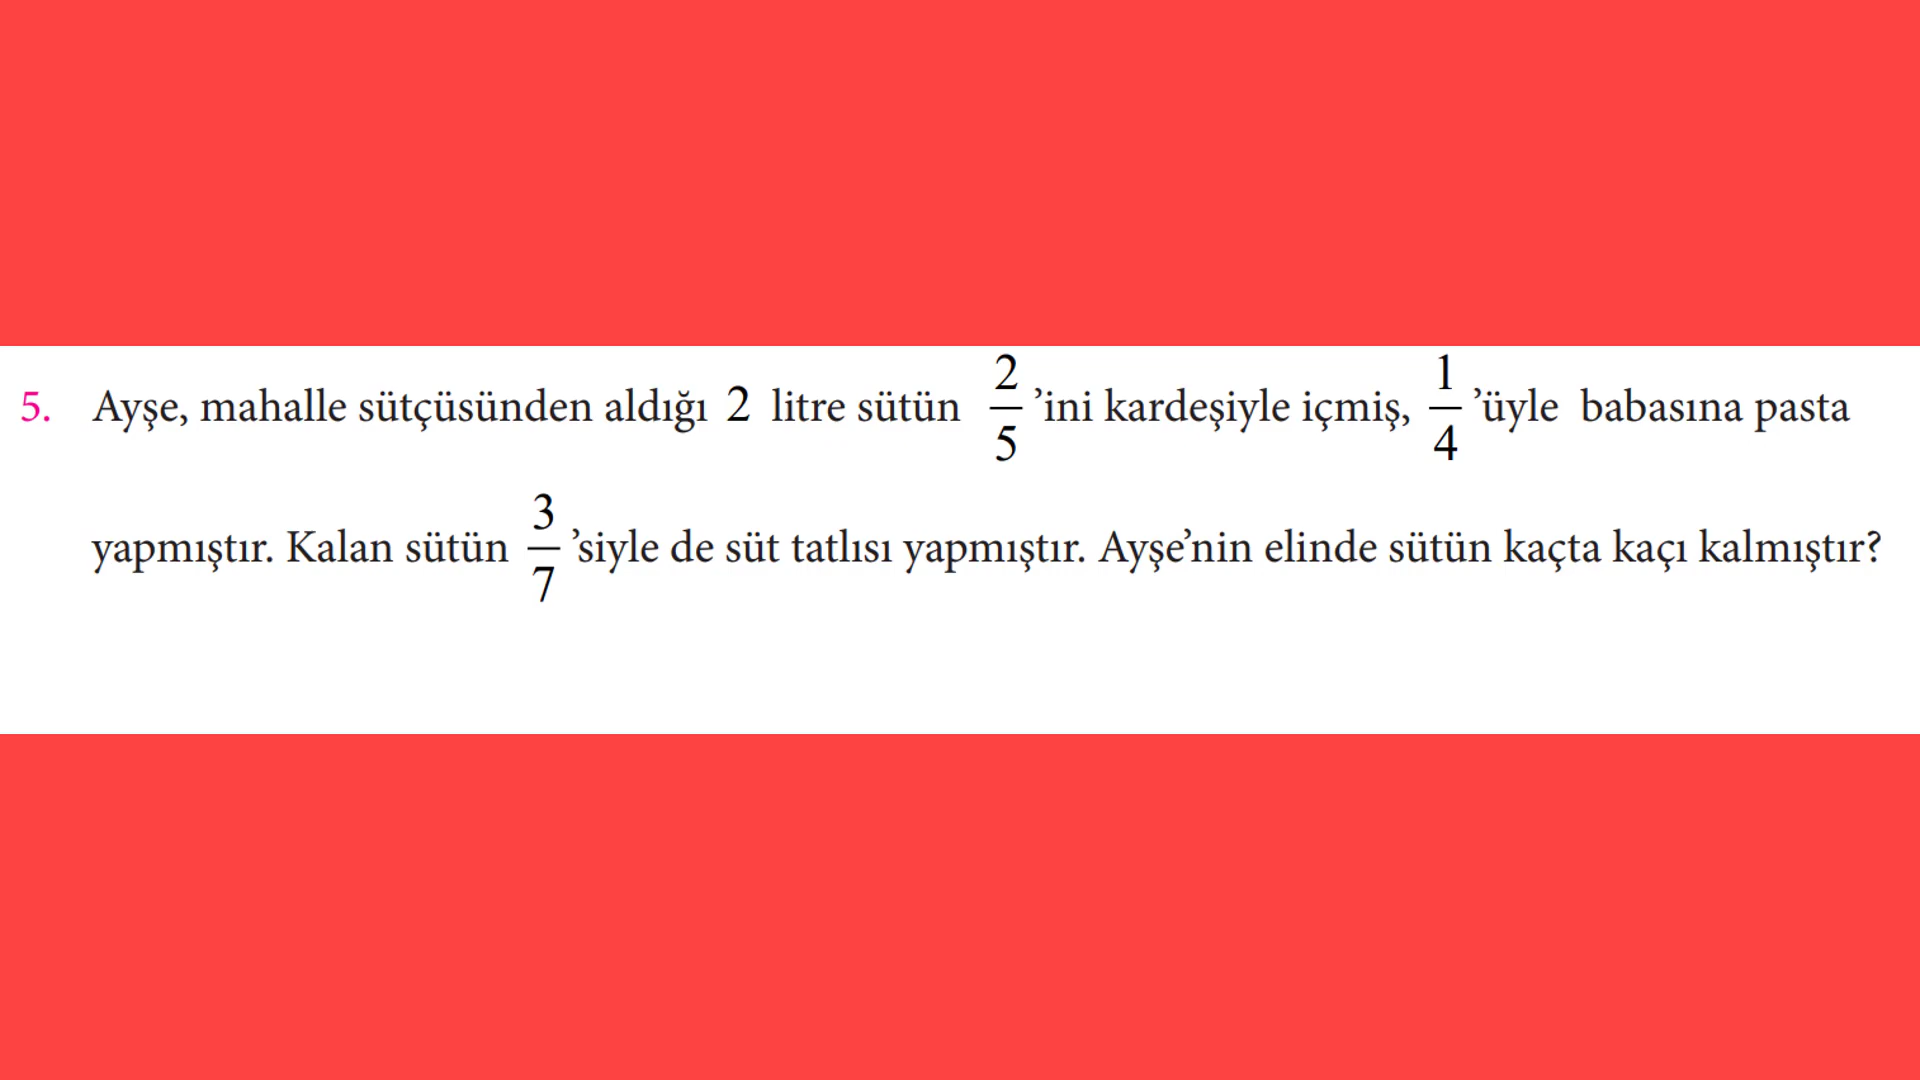 5. Ayşe, mahalle sütçüsünden aldığı 2 litre sütün 2/5 ’ini kardeşiyle içmiş, 1/4 ’üyle babasına pasta
yapmıştır. Kalan sütün 3/7 ’siyle de süt tatlısı yapmıştır. Ayşe’nin elinde sütün kaçta kaçı kalmıştır?